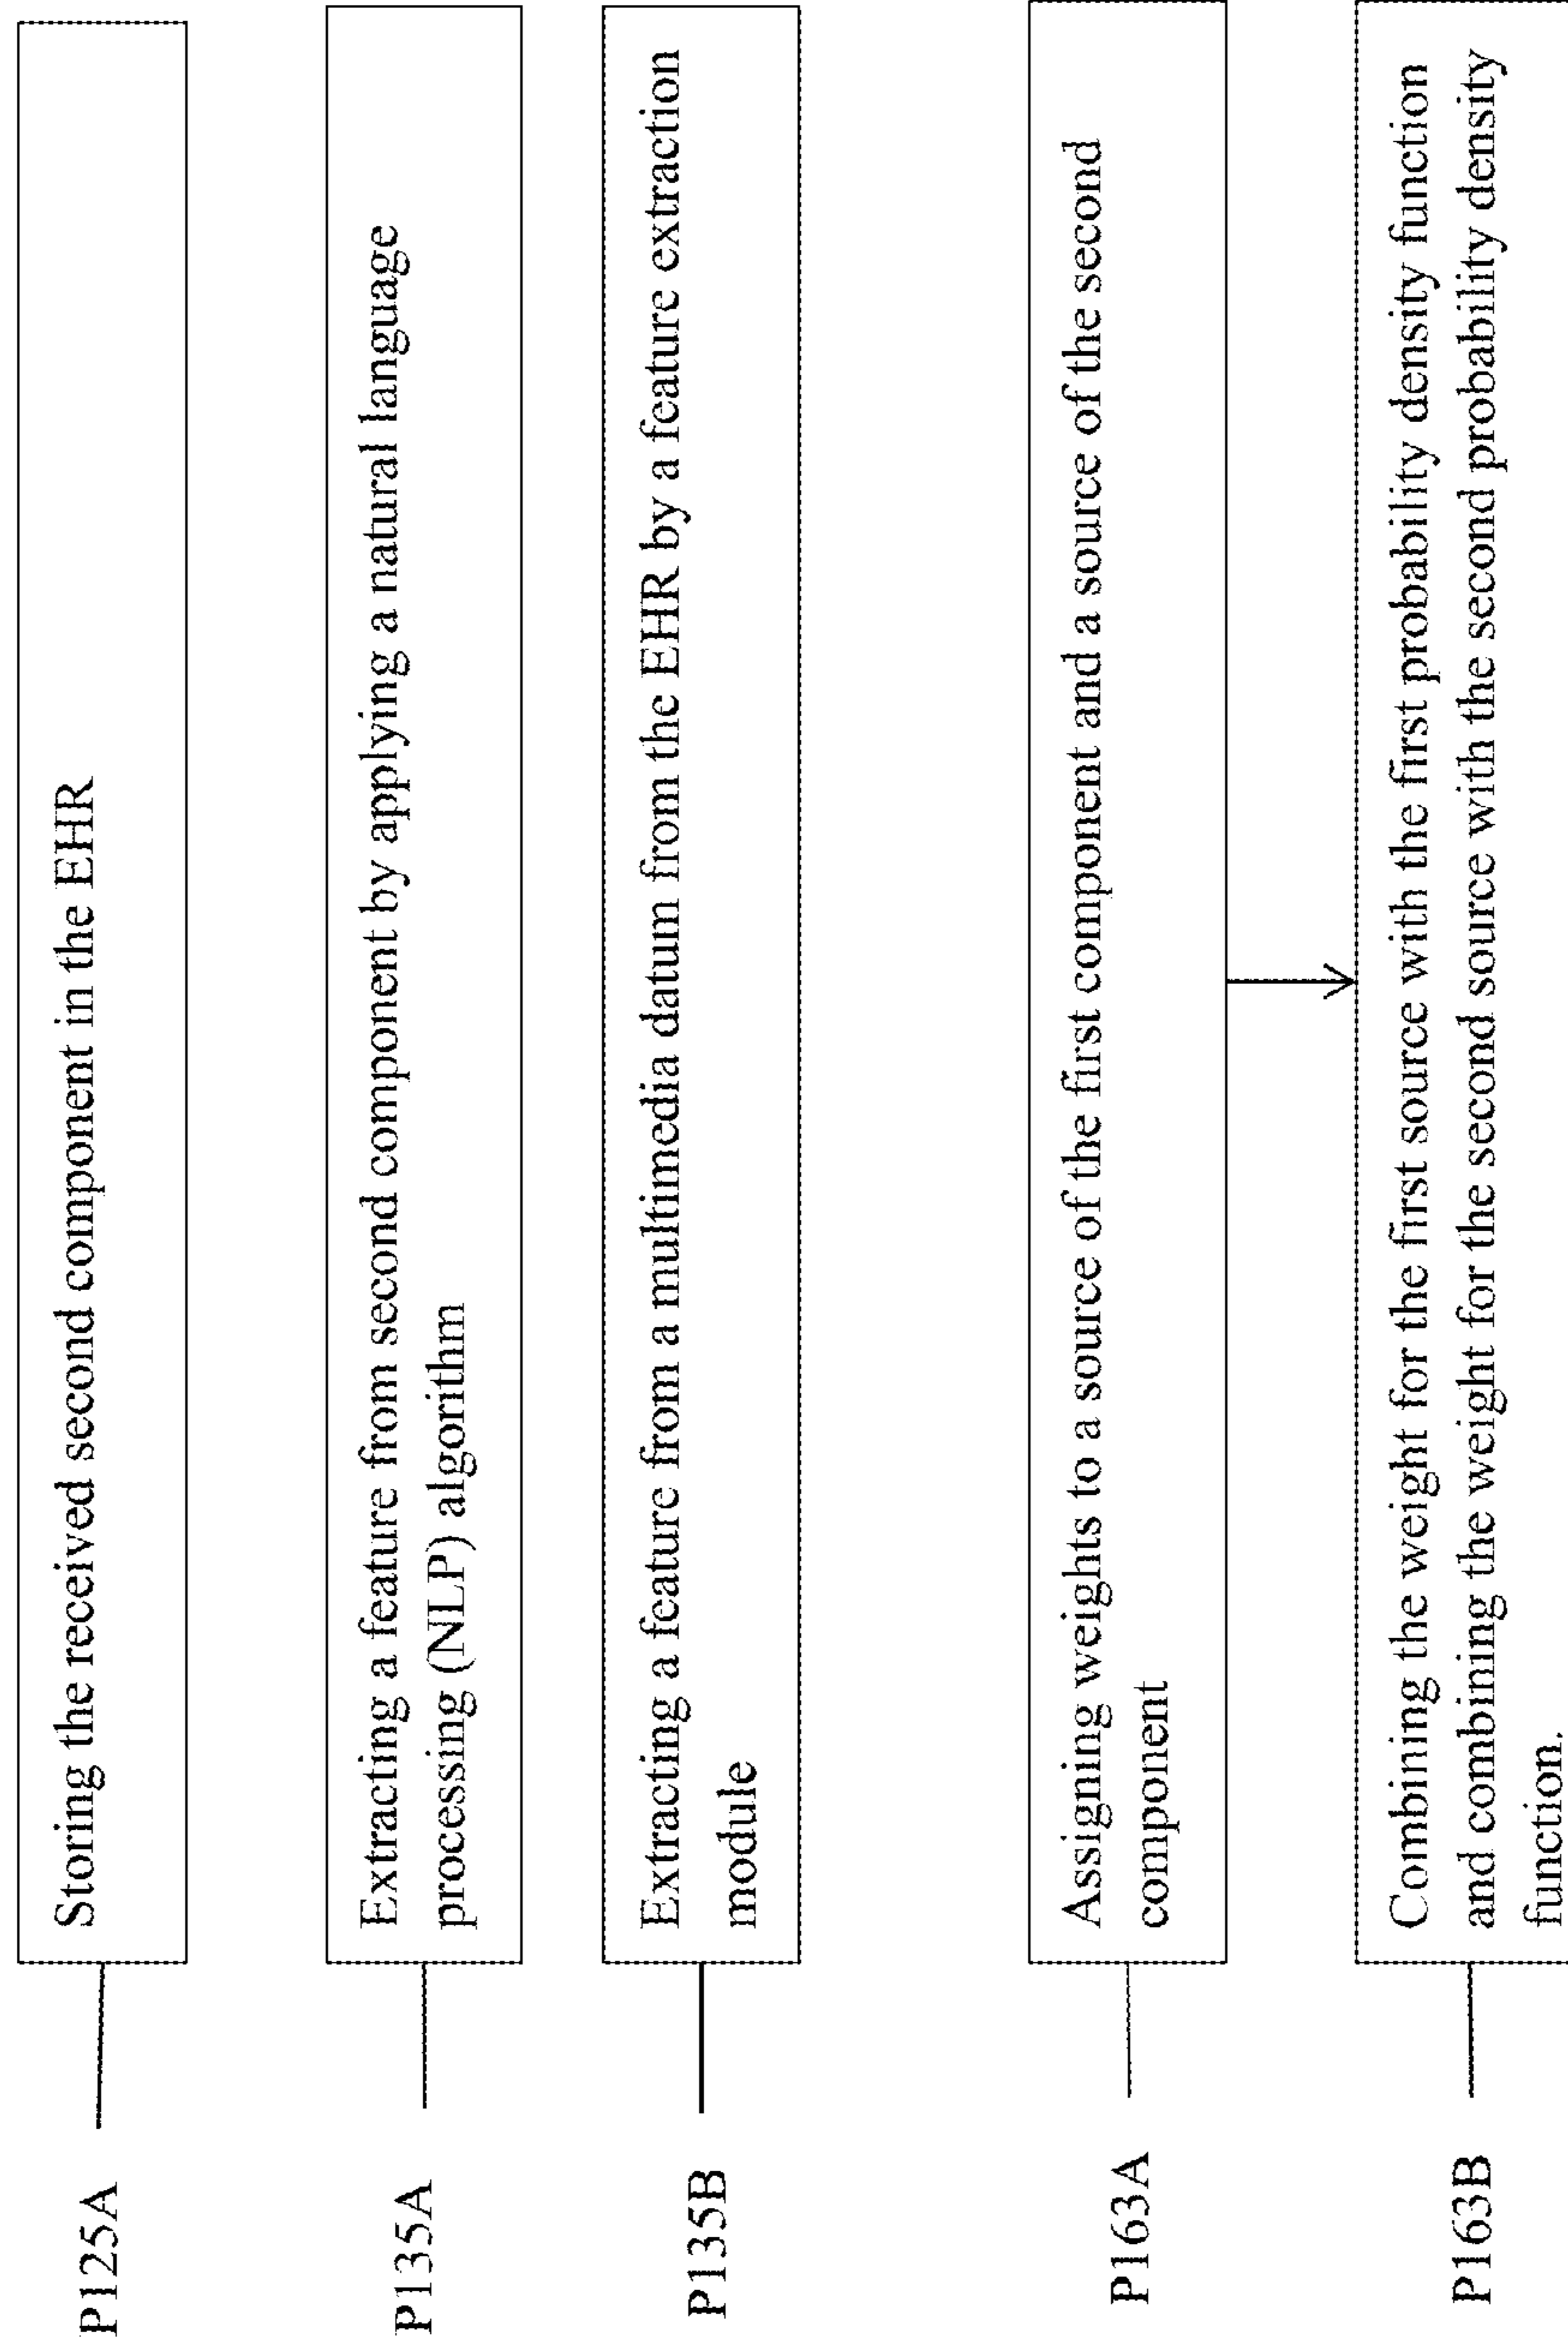 P125A
Storing the received second component in the EHR
P135A
Extracting a feature from second component by applying a natural language
processing (NLP) algorithm
P135B
Extracting a feature from a multimedia datum from the EHR by a feature extraction
module
P163A
Assigning weights to a source of the first component and a source of the second
component
P163B
Combining the weight for the first source with the first probability density function
and combining the weight for the second source with the second probability density
function.